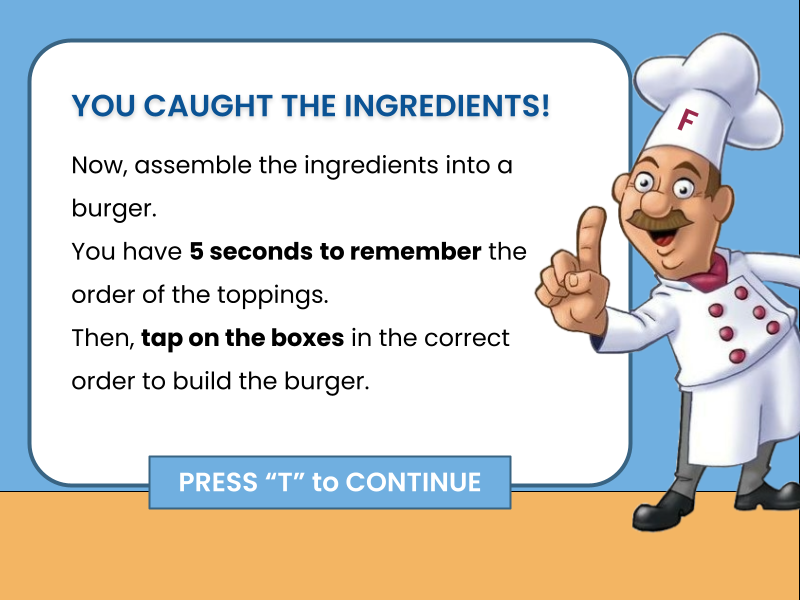 F
YOU CAUGHT THE INGREDIENTS!
Now, assemble the ingredients into a
burger.
You have 5 seconds to remember the
order of the toppings.
Then, tap on the boxes in the correct
order to build the burger.
PRESS “T” to CONTINUE